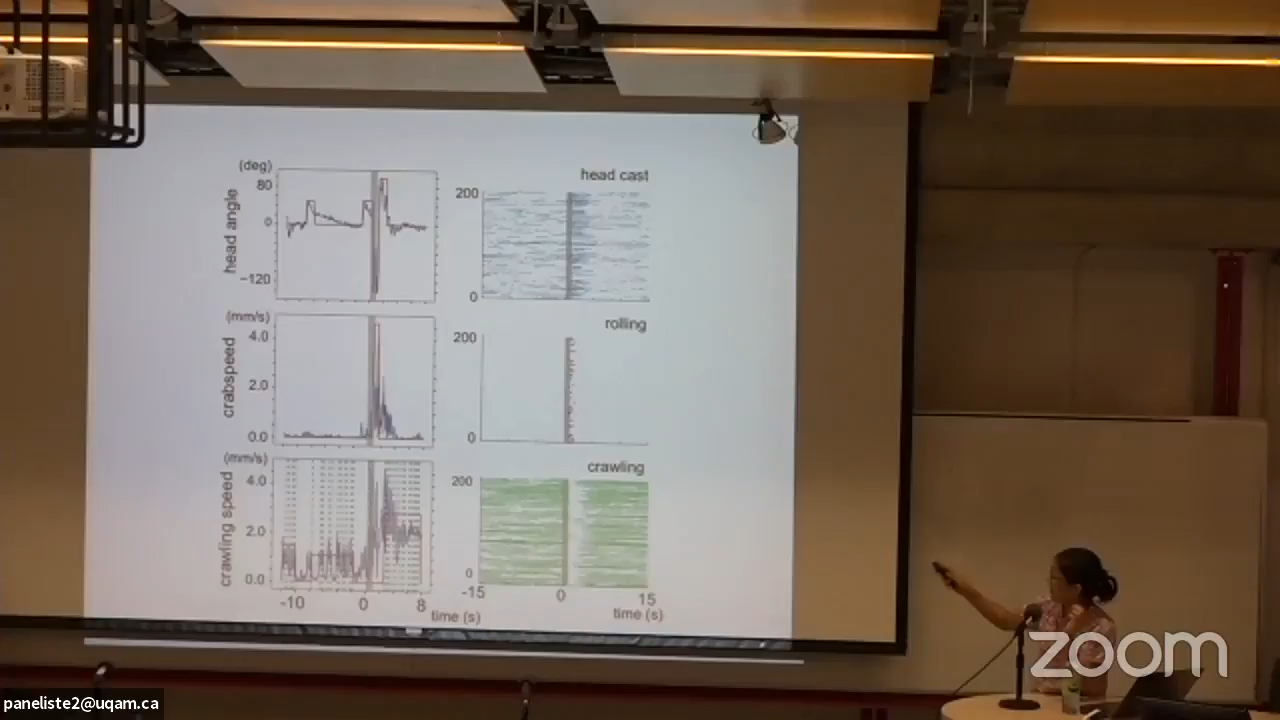 (deg)
80
0
−120
head angle
head cast
200
0
(mm/s)
4.0
2.0
0.0
crabspeed
rolling
200
0
(mm/s)
4.0
2.0
0.0
crawling speed
-10
0
8
time (s)
crawling
200
0
-15
0
15
time (s)
zoom
paneliste2@uqam.ca